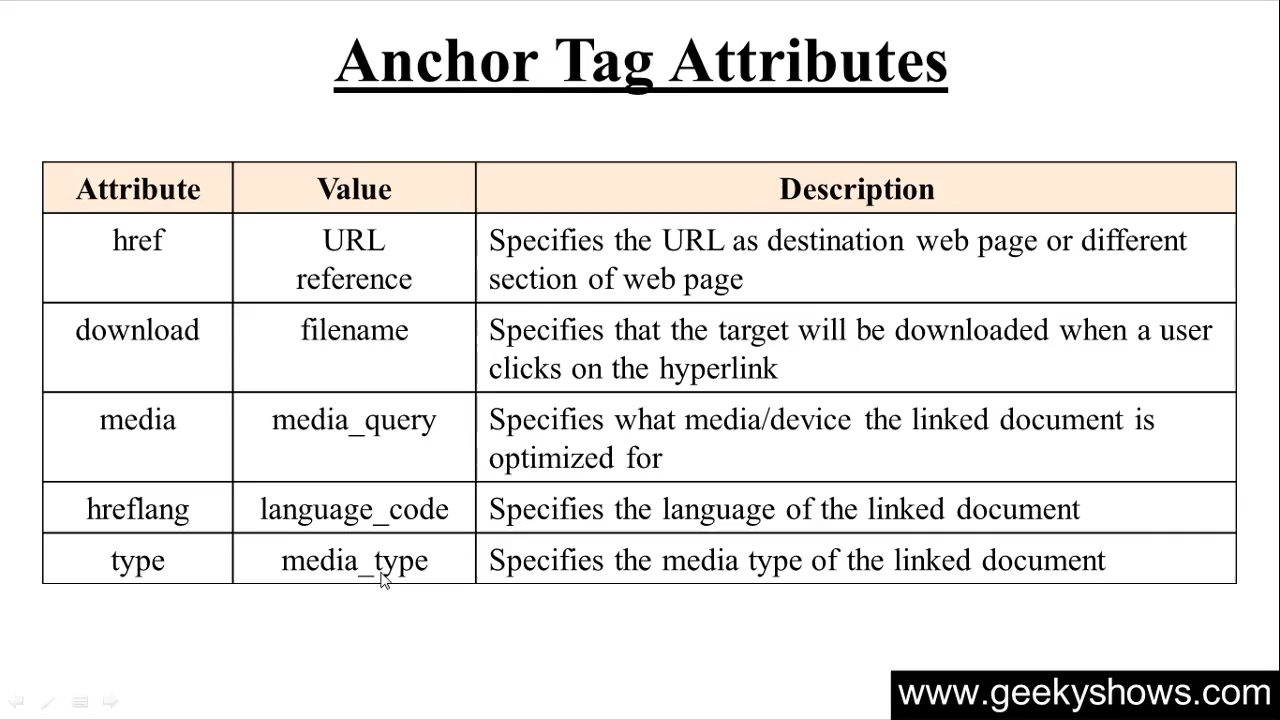 Anchor Tag Attributes
Attribute Value Description
href URL Specifies the URL as destination web page or different
reference section of web page
download filename Specifies that the target will be downloaded when a user
clicks on the hyperlink
media media_query Specifies what media/device the linked document is
optimized for
hreflang language_code Specifies the language of the linked document
type media_type Specifies the media type of the linked document
www.geekyshows.com